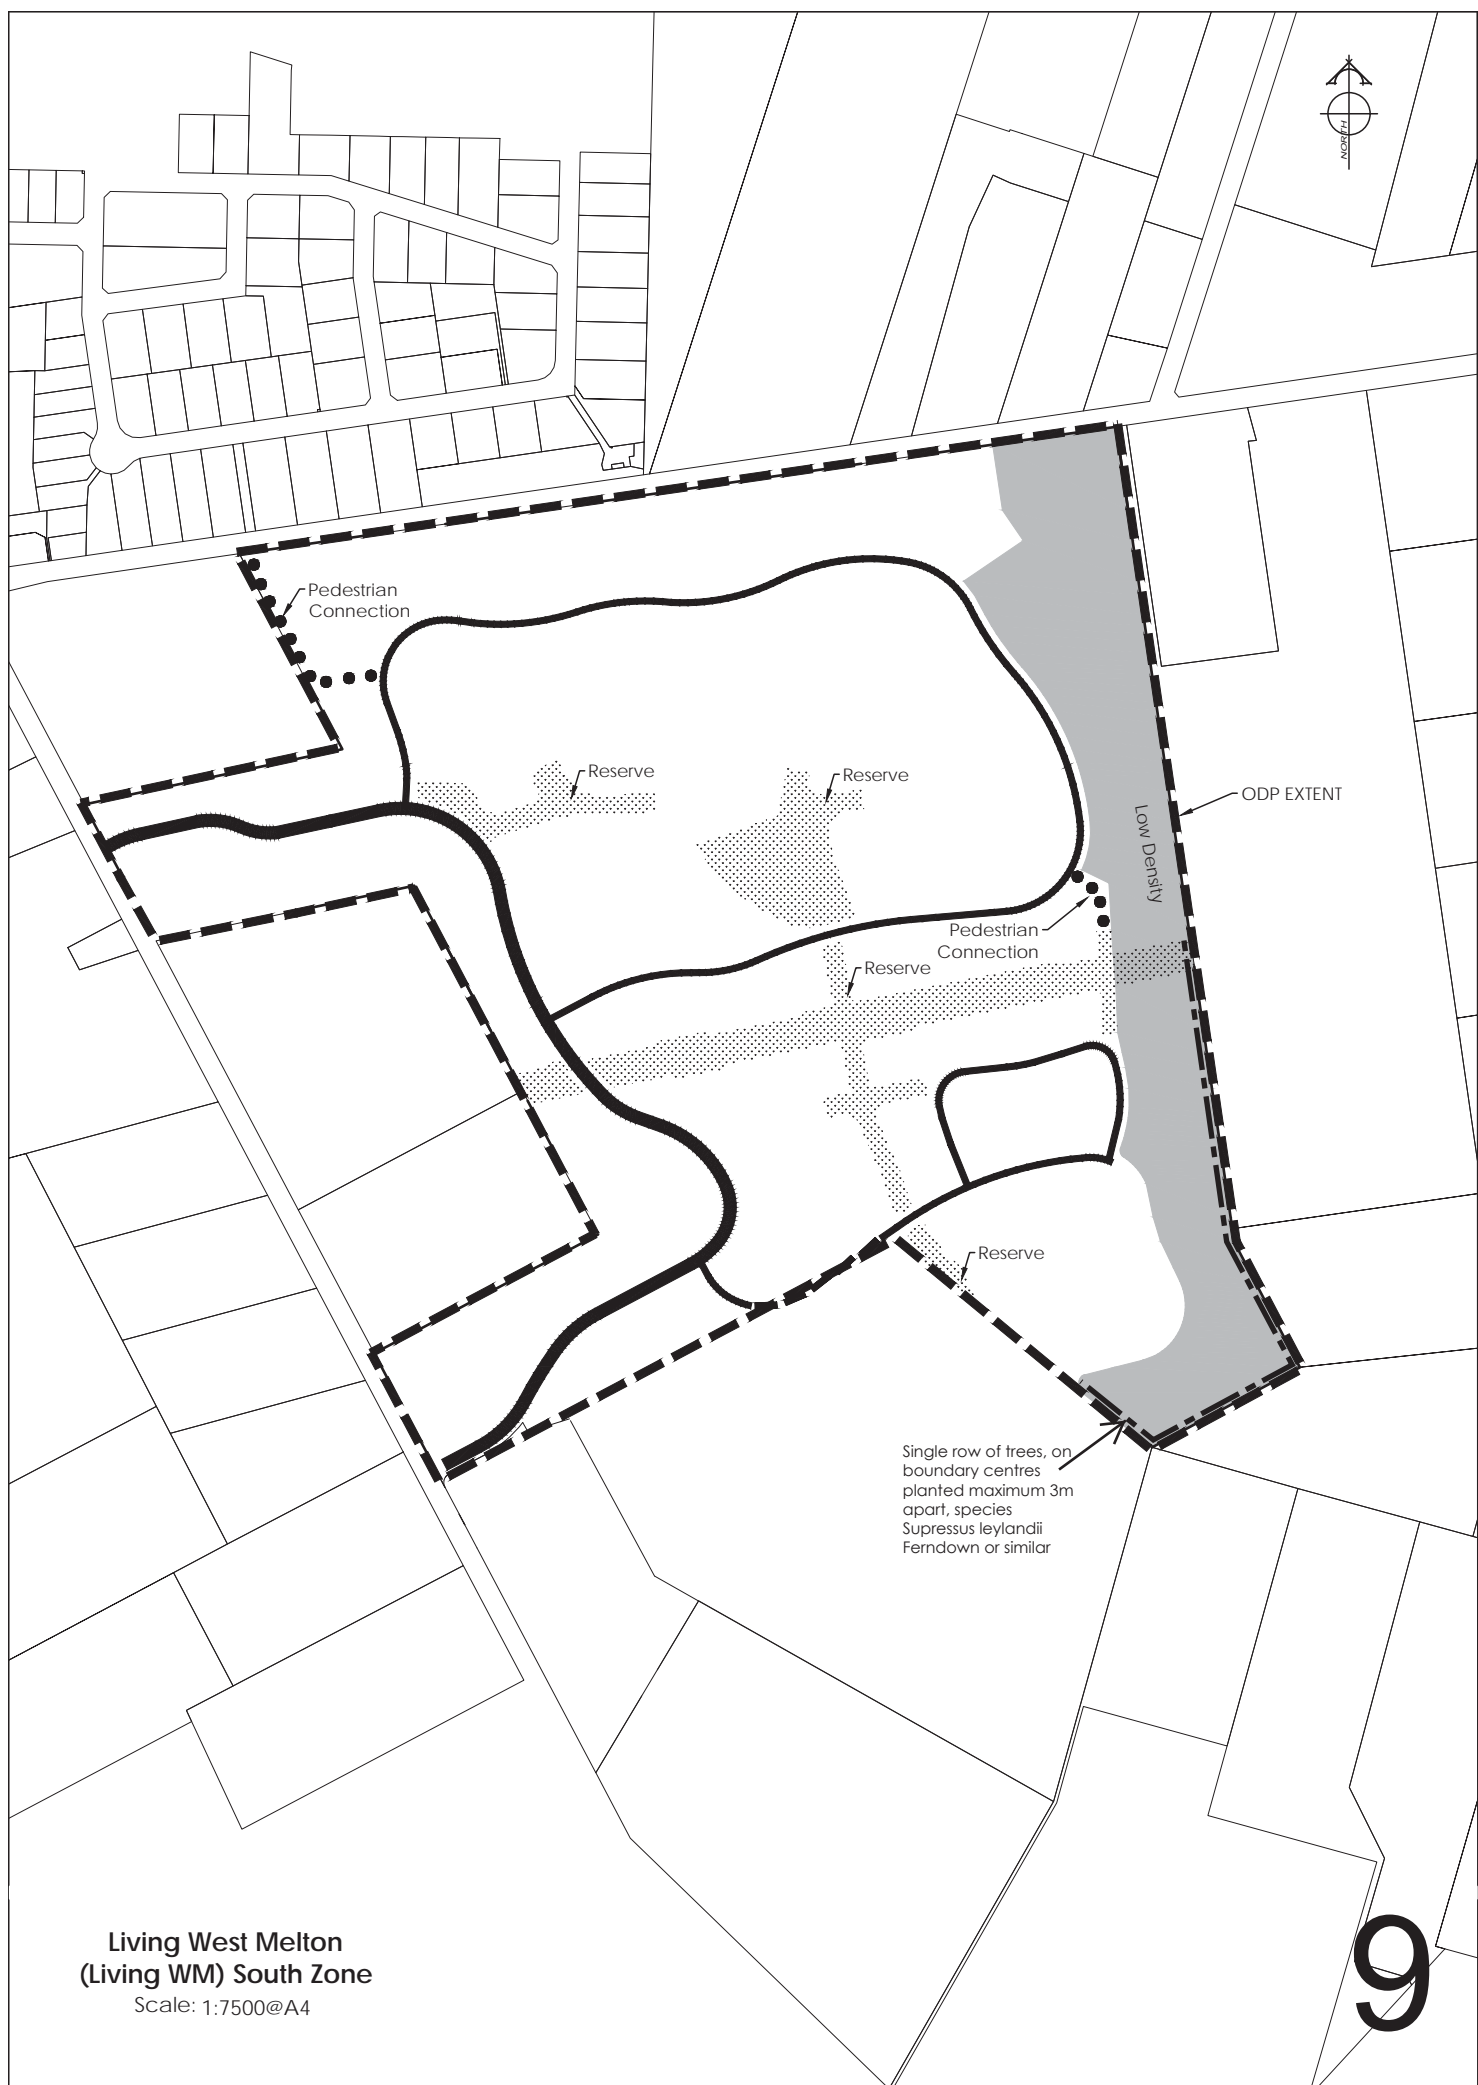 NORTH
Pedestrian
Connection
Reserve
Reserve
ODP EXTENT
Low Density
Pedestrian
Connection
Reserve
Reserve
Single row of trees, on
boundary centres
planted maximum 3m
apart, species
Supressus leylandii
Ferndown or similar
Living West Melton
(Living WM) South Zone
Scale: 1:7500@A4
9